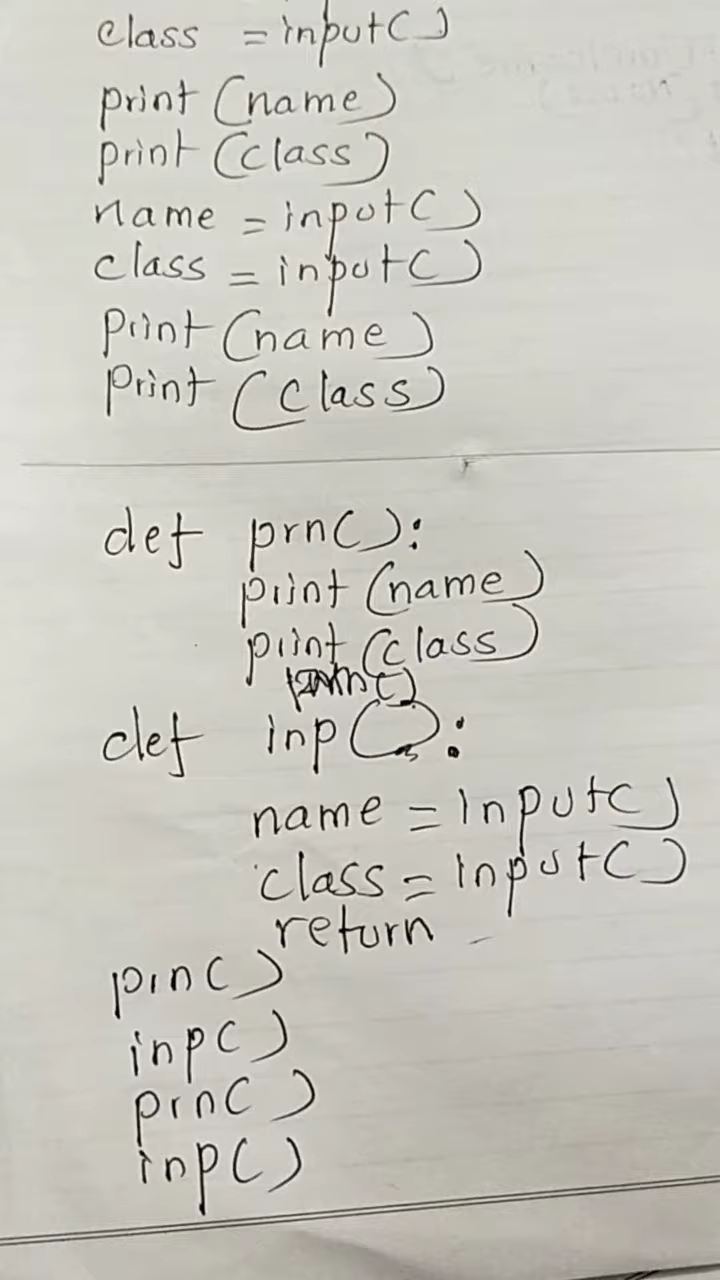 class = input()
print (name)
print (class)
name = input()
class = input()
print (name)
print (class)
def prn():
print (name)
print (class)
def inp():
name = input()
class = input()
return
prn()
inp()
prn()
inp()